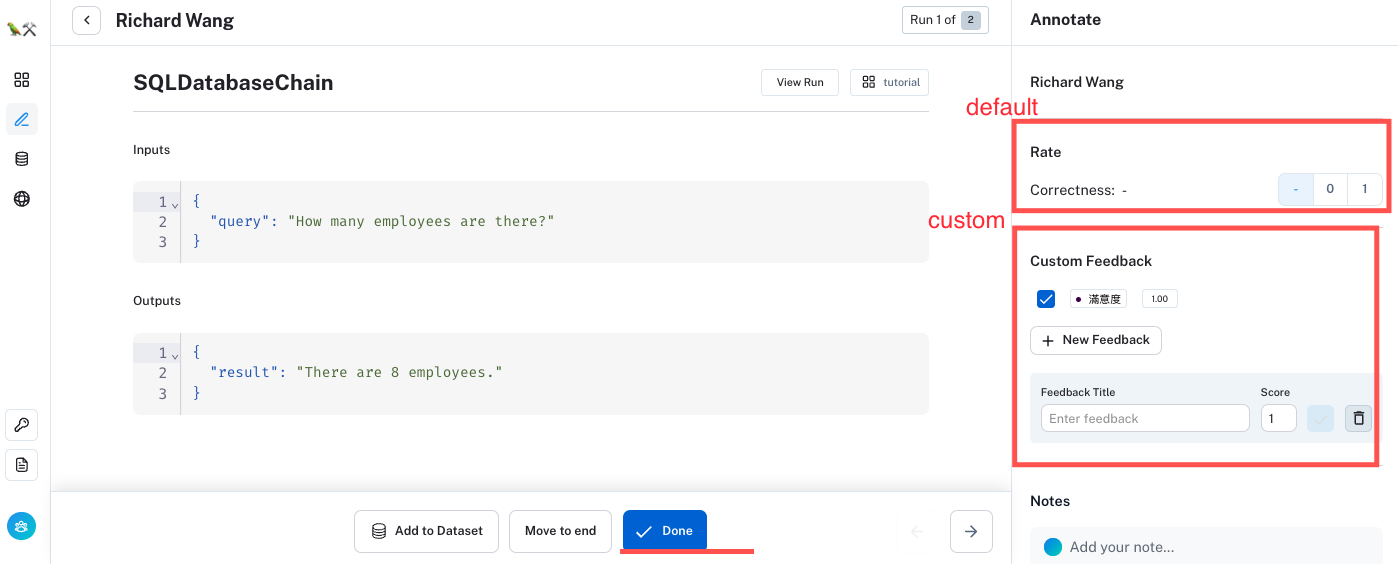 Richard Wang
Run 1 of 2
Annotate
SQLDatabaseChain
View Run
tutorial
Richard Wang
default
Inputs
Rate
Correctness: -
- 0 1
1 {
2 "query": "How many employees are there?"
3 }
custom
Custom Feedback
滿意度 1.00
New Feedback
Outputs
1 {
2 "result": "There are 8 employees."
3 }
Feedback Title Score
Enter feedback 1
Notes
Add your note...
Add to Dataset
Move to end
Done